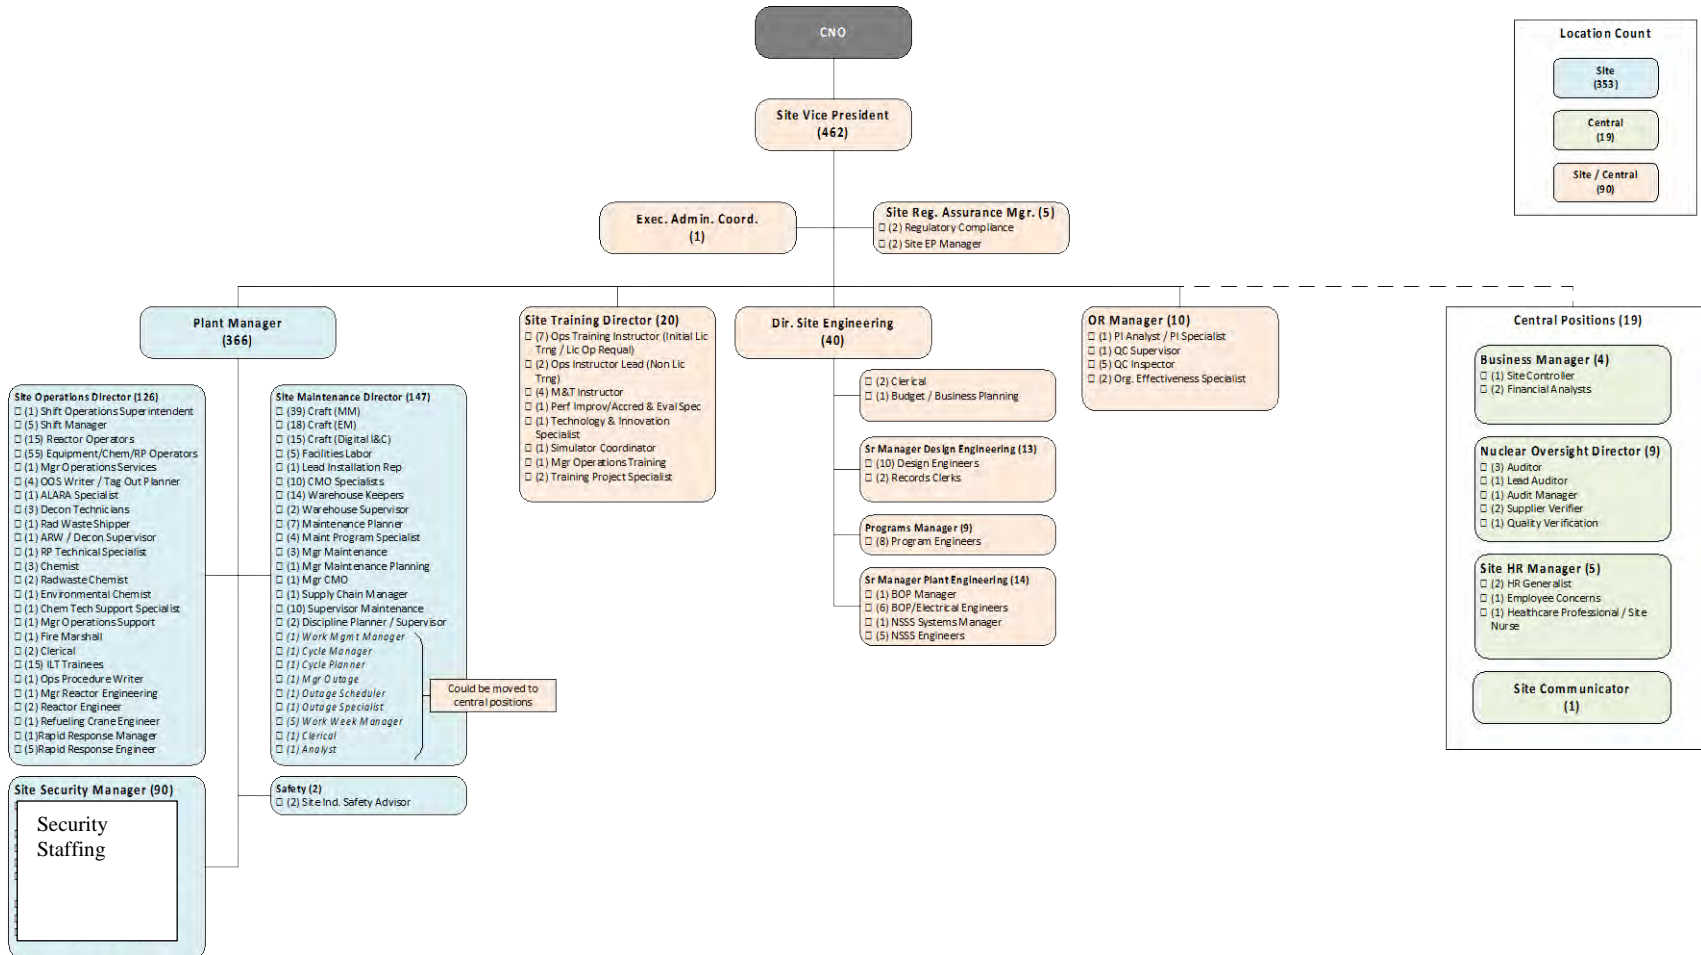 CNO
Site Vice President
(462)
Exec. Admin. Coord.
(1)
Site Reg. Assurance Mgr. (5)
(2) Regulatory Compliance
(2) Site EP Manager
Location Count
Site
(353)
Central
(19)
Site / Central
(90)
Plant Manager
(366)
Site Operations Director (126)
(1) Shift Operations Superintendent
(5) Shift Manager
(15) Reactor Operators
(55) Equipment/Chem/RP Operators
(1) Mgr Operations Services
(4) OOS Writer / Tag Out Planner
(1) ALARA Specialist
(3) Decon Technicians
(1) Rad Waste Shipper
(1) ARW / Decon Supervisor
(1) RP Technical Specialist
(3) Chemist
(2) Radwaste Chemist
(1) Environmental Chemist
(1) Chem Tech Support Specialist
(1) Mgr Operations Support
(1) Fire Marshall
(2) Clerical
(15) ILT Trainees
(1) Ops Procedure Writer
(1) Mgr Reactor Engineering
(2) Reactor Engineer
(1) Refueling Crane Engineer
(1)Rapid Response Manager
(5)Rapid Response Engineer
Site Maintenance Director (147)
(39) Craft (MM)
(18) Craft (EM)
(15) Craft (Digital I&C)
(5) Facilities Labor
(1) Lead Installation Rep
(10) CMO Specialists
(14) Warehouse Keepers
(2) Warehouse Supervisor
(7) Maintenance Planner
(4) Maint Program Specialist
(3) Mgr Maintenance
(1) Mgr Maintenance Planning
(1) Mgr CMO
(1) Supply Chain Manager
(10) Supervisor Maintenance
(2) Discipline Planner / Supervisor
(1) Work Mgmt Manager
(1) Cycle Manager
(1) Cycle Planner
(1) Mgr Outage
(1) Outage Scheduler
(1) Outage Specialist
(5) Work Week Manager
(1) Clerical
(1) Analyst
Could be moved to
central positions
Site Security Manager (90)
Security
Staffing
Safety (2)
(2) Site Ind. Safety Advisor
Site Training Director (20)
(7) Ops Training Instructor (Initial Lic
Trng / Lic Op Requal)
(2) Ops Instructor Lead (Non Lic
Trng)
(4) M&T Instructor
(1) Perf Improv/Accred & Eval Spec
(1) Technology & Innovation
Specialist
(1) Simulator Coordinator
(1) Mgr Operations Training
(2) Training Project Specialist
Dir. Site Engineering
(40)
(2) Clerical
(1) Budget / Business Planning
Sr Manager Design Engineering (13)
(10) Design Engineers
(2) Records Clerks
Programs Manager (9)
(8) Program Engineers
Sr Manager Plant Engineering (14)
(1) BOP Manager
(6) BOP/Electrical Engineers
(1) NSSS Systems Manager
(5) NSSS Engineers
OR Manager (10)
(1) PI Analyst / PI Specialist
(1) QC Supervisor
(5) QC Inspector
(2) Org. Effectiveness Specialist
Central Positions (19)
Business Manager (4)
(1) Site Controller
(2) Financial Analysts
Nuclear Oversight Director (9)
(3) Auditor
(1) Lead Auditor
(1) Audit Manager
(2) Supplier Verifier
(1) Quality Verification
Site HR Manager (5)
(2) HR Generalist
(1) Employee Concerns
(1) Healthcare Professional / Site
Nurse
Site Communicator
(1)